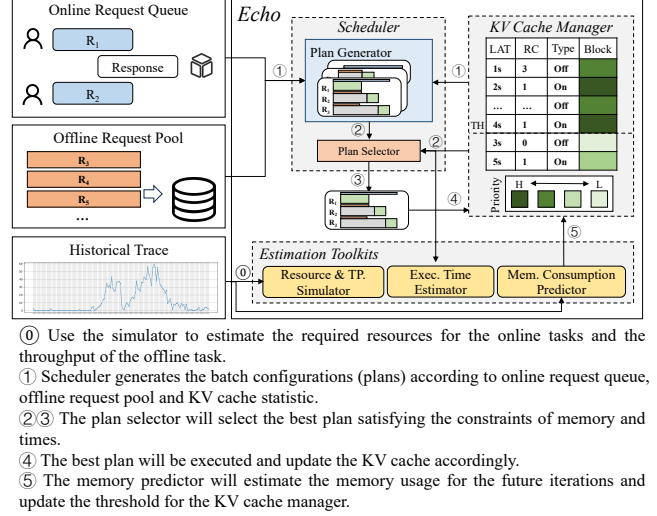 Online Request Queue
R1
Response
R2
Offline Request Pool
R3
R4
R5
...
Historical Trace
Echo
Scheduler
Plan Generator
R1
R2
R3
①
②
Plan Selector
③
R1
R2
R3
④
①
②
KV Cache Manager
LAT RC Type Block
1s 3 Off
2s 1 On
... ... Off
4s 1 On
TH
3s 0 Off
5s 1 On
Priority
H L
⑤
Estimation Toolkits
⓪
Resource & TP.
Simulator
Exec. Time
Estimator
Mem. Consumption
Predictor
⓪ Use the simulator to estimate the required resources for the online tasks and the
throughput of the offline task.
① Scheduler generates the batch configurations (plans) according to online request queue,
offline request pool and KV cache statistic.
②③ The plan selector will select the best plan satisfying the constraints of memory and
times.
④ The best plan will be executed and update the KV cache accordingly.
⑤ The memory predictor will estimate the memory usage for the future iterations and
update the threshold for the KV cache manager.